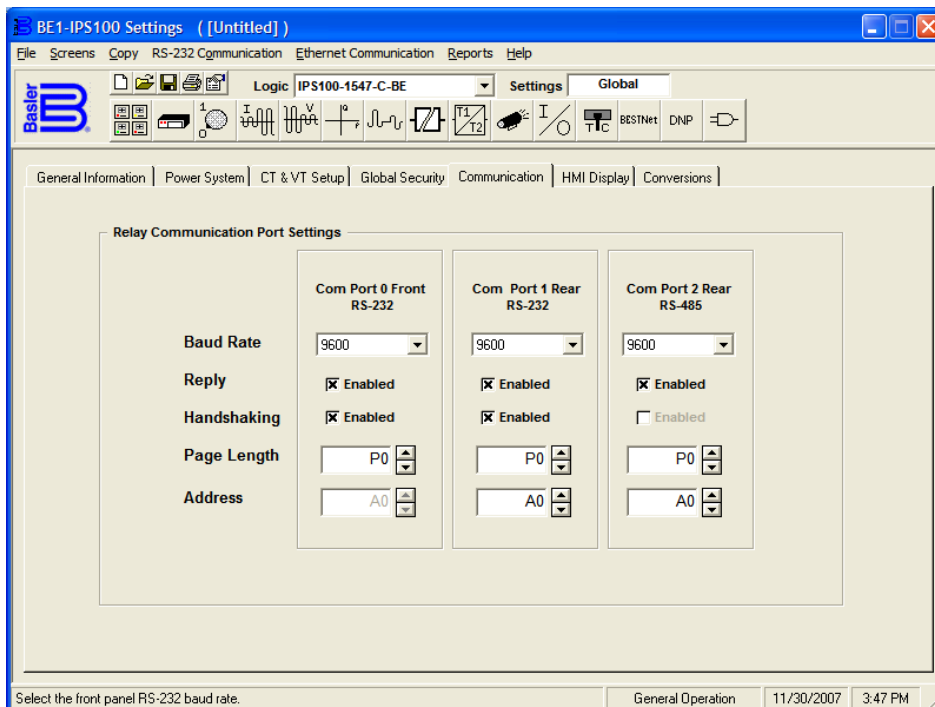 BE1-IPS100 Settings ( [Untitled] )
File Screens Copy RS-232 Communication Ethernet Communication Reports Help
Basler
Logic IPS100-1547-C-BE Settings Global
1 0 I V I O T1 T2 T C BESTNet DNP
General Information Power System CT & VT Setup Global Security Communication HMI Display Conversions
Relay Communication Port Settings
Com Port 0 Front RS-232
Com Port 1 Rear RS-232
Com Port 2 Rear RS-485
Baud Rate 9600 9600 9600
Reply Enabled Enabled Enabled
Handshaking Enabled Enabled Enabled
Page Length P0 P0 P0
Address A0 A0 A0
Select the front panel RS-232 baud rate. General Operation 11/30/2007 3:47 PM